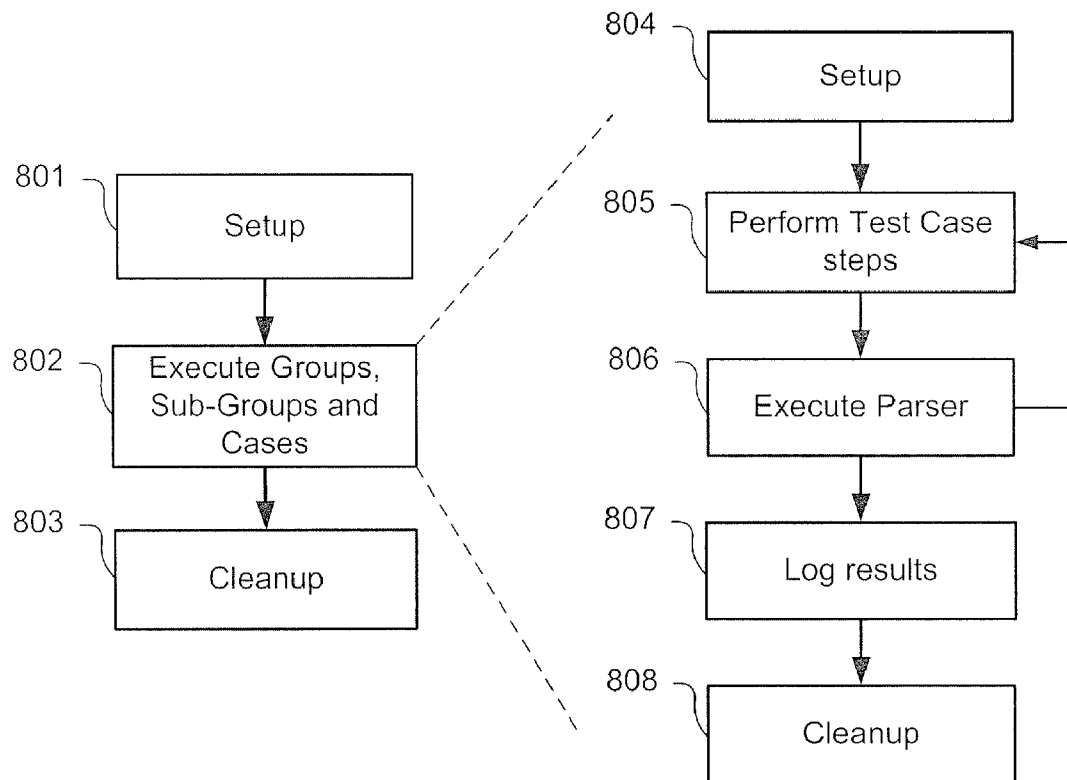 801
Setup
802
Execute Groups,
Sub-Groups and
Cases
803
Cleanup
804
Setup
805
Perform Test Case
steps
806
Execute Parser
807
Log results
808
Cleanup